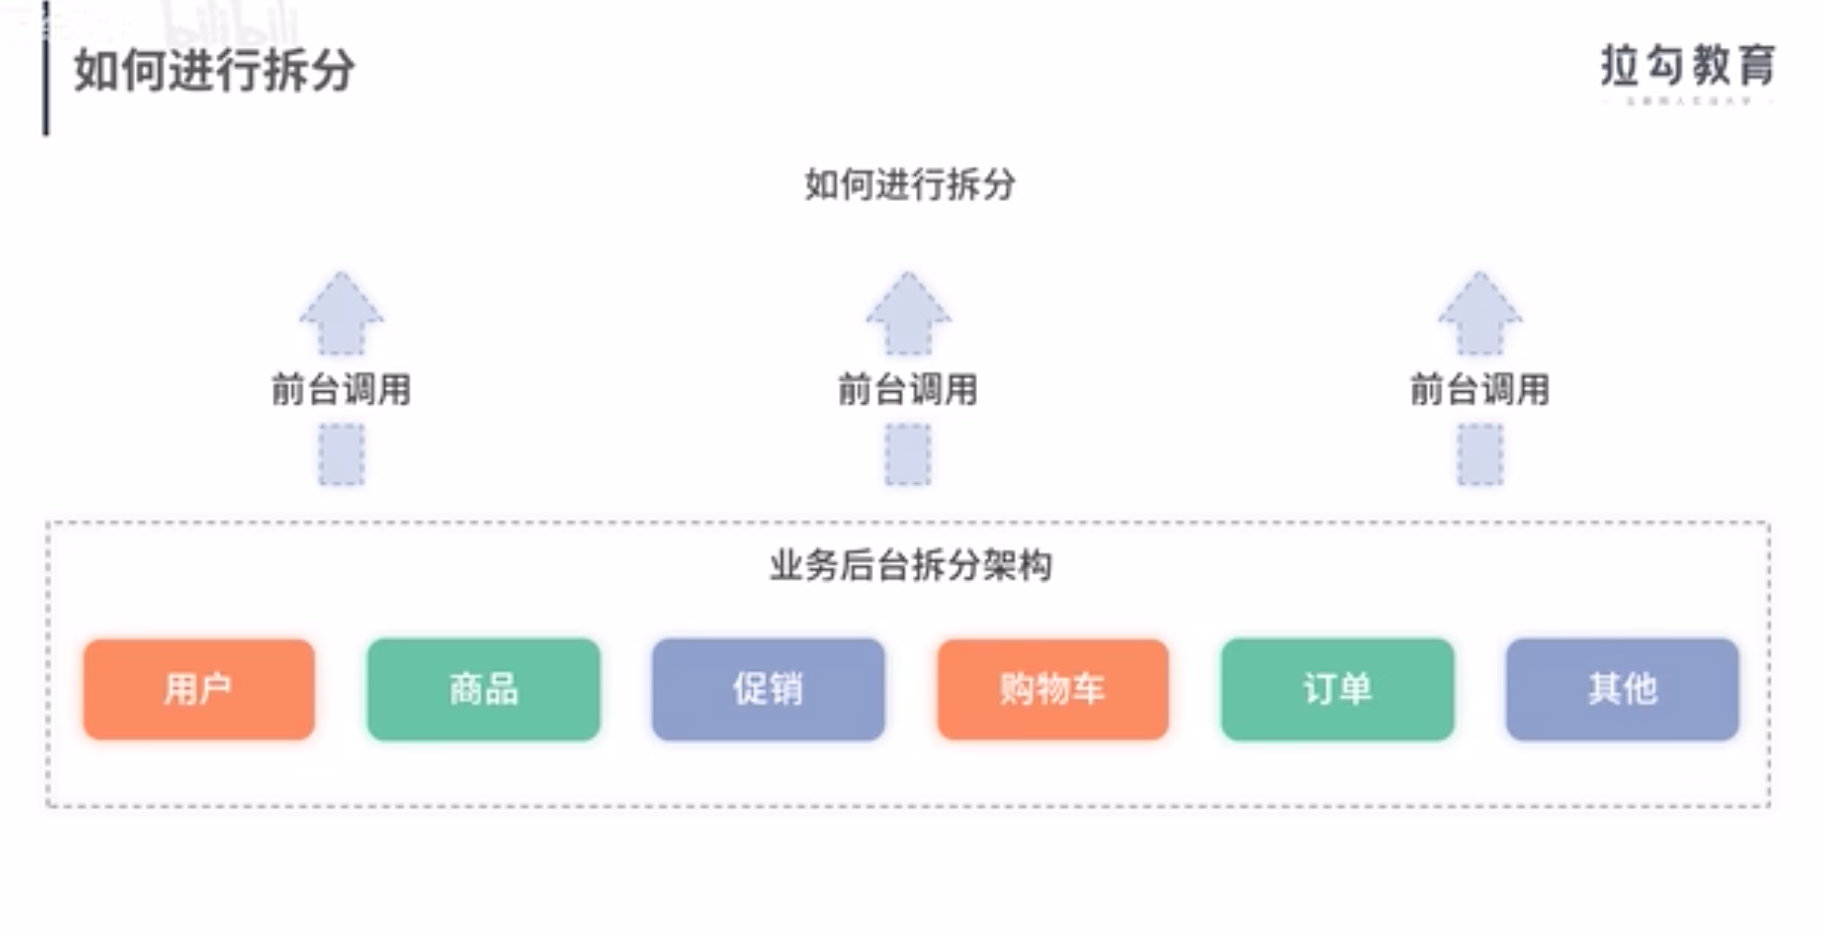 如何进行拆分
拉勾教育
如何进行拆分
前台调用
前台调用
前台调用
业务后台拆分架构
用户
商品
促销
购物车
订单
其他